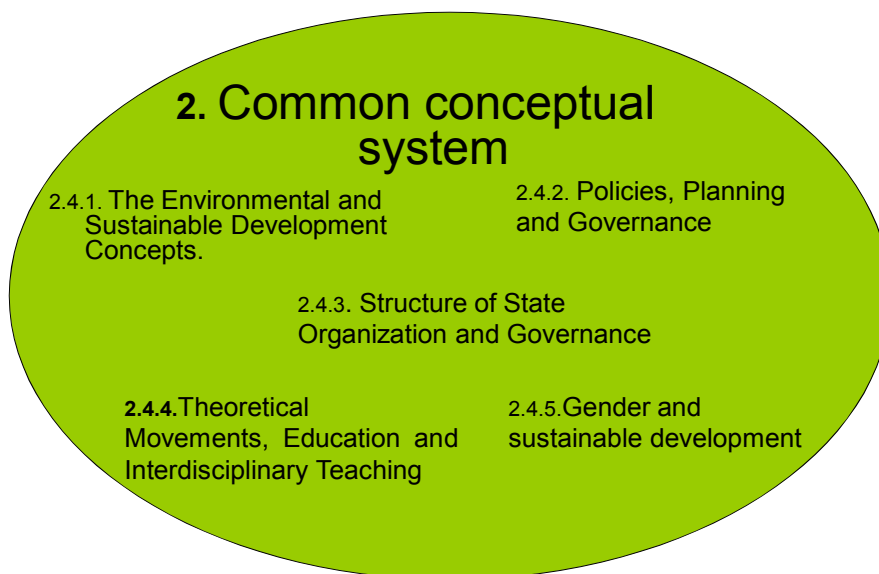 2. Common conceptual
system
2.4.1. The Environmental and
Sustainable Development
Concepts.
2.4.2. Policies, Planning
and Governance
2.4.3. Structure of State
Organization and Governance
2.4.4.Theoretical
Movements, Education and
Interdisciplinary Teaching
2.4.5.Gender and
sustainable development